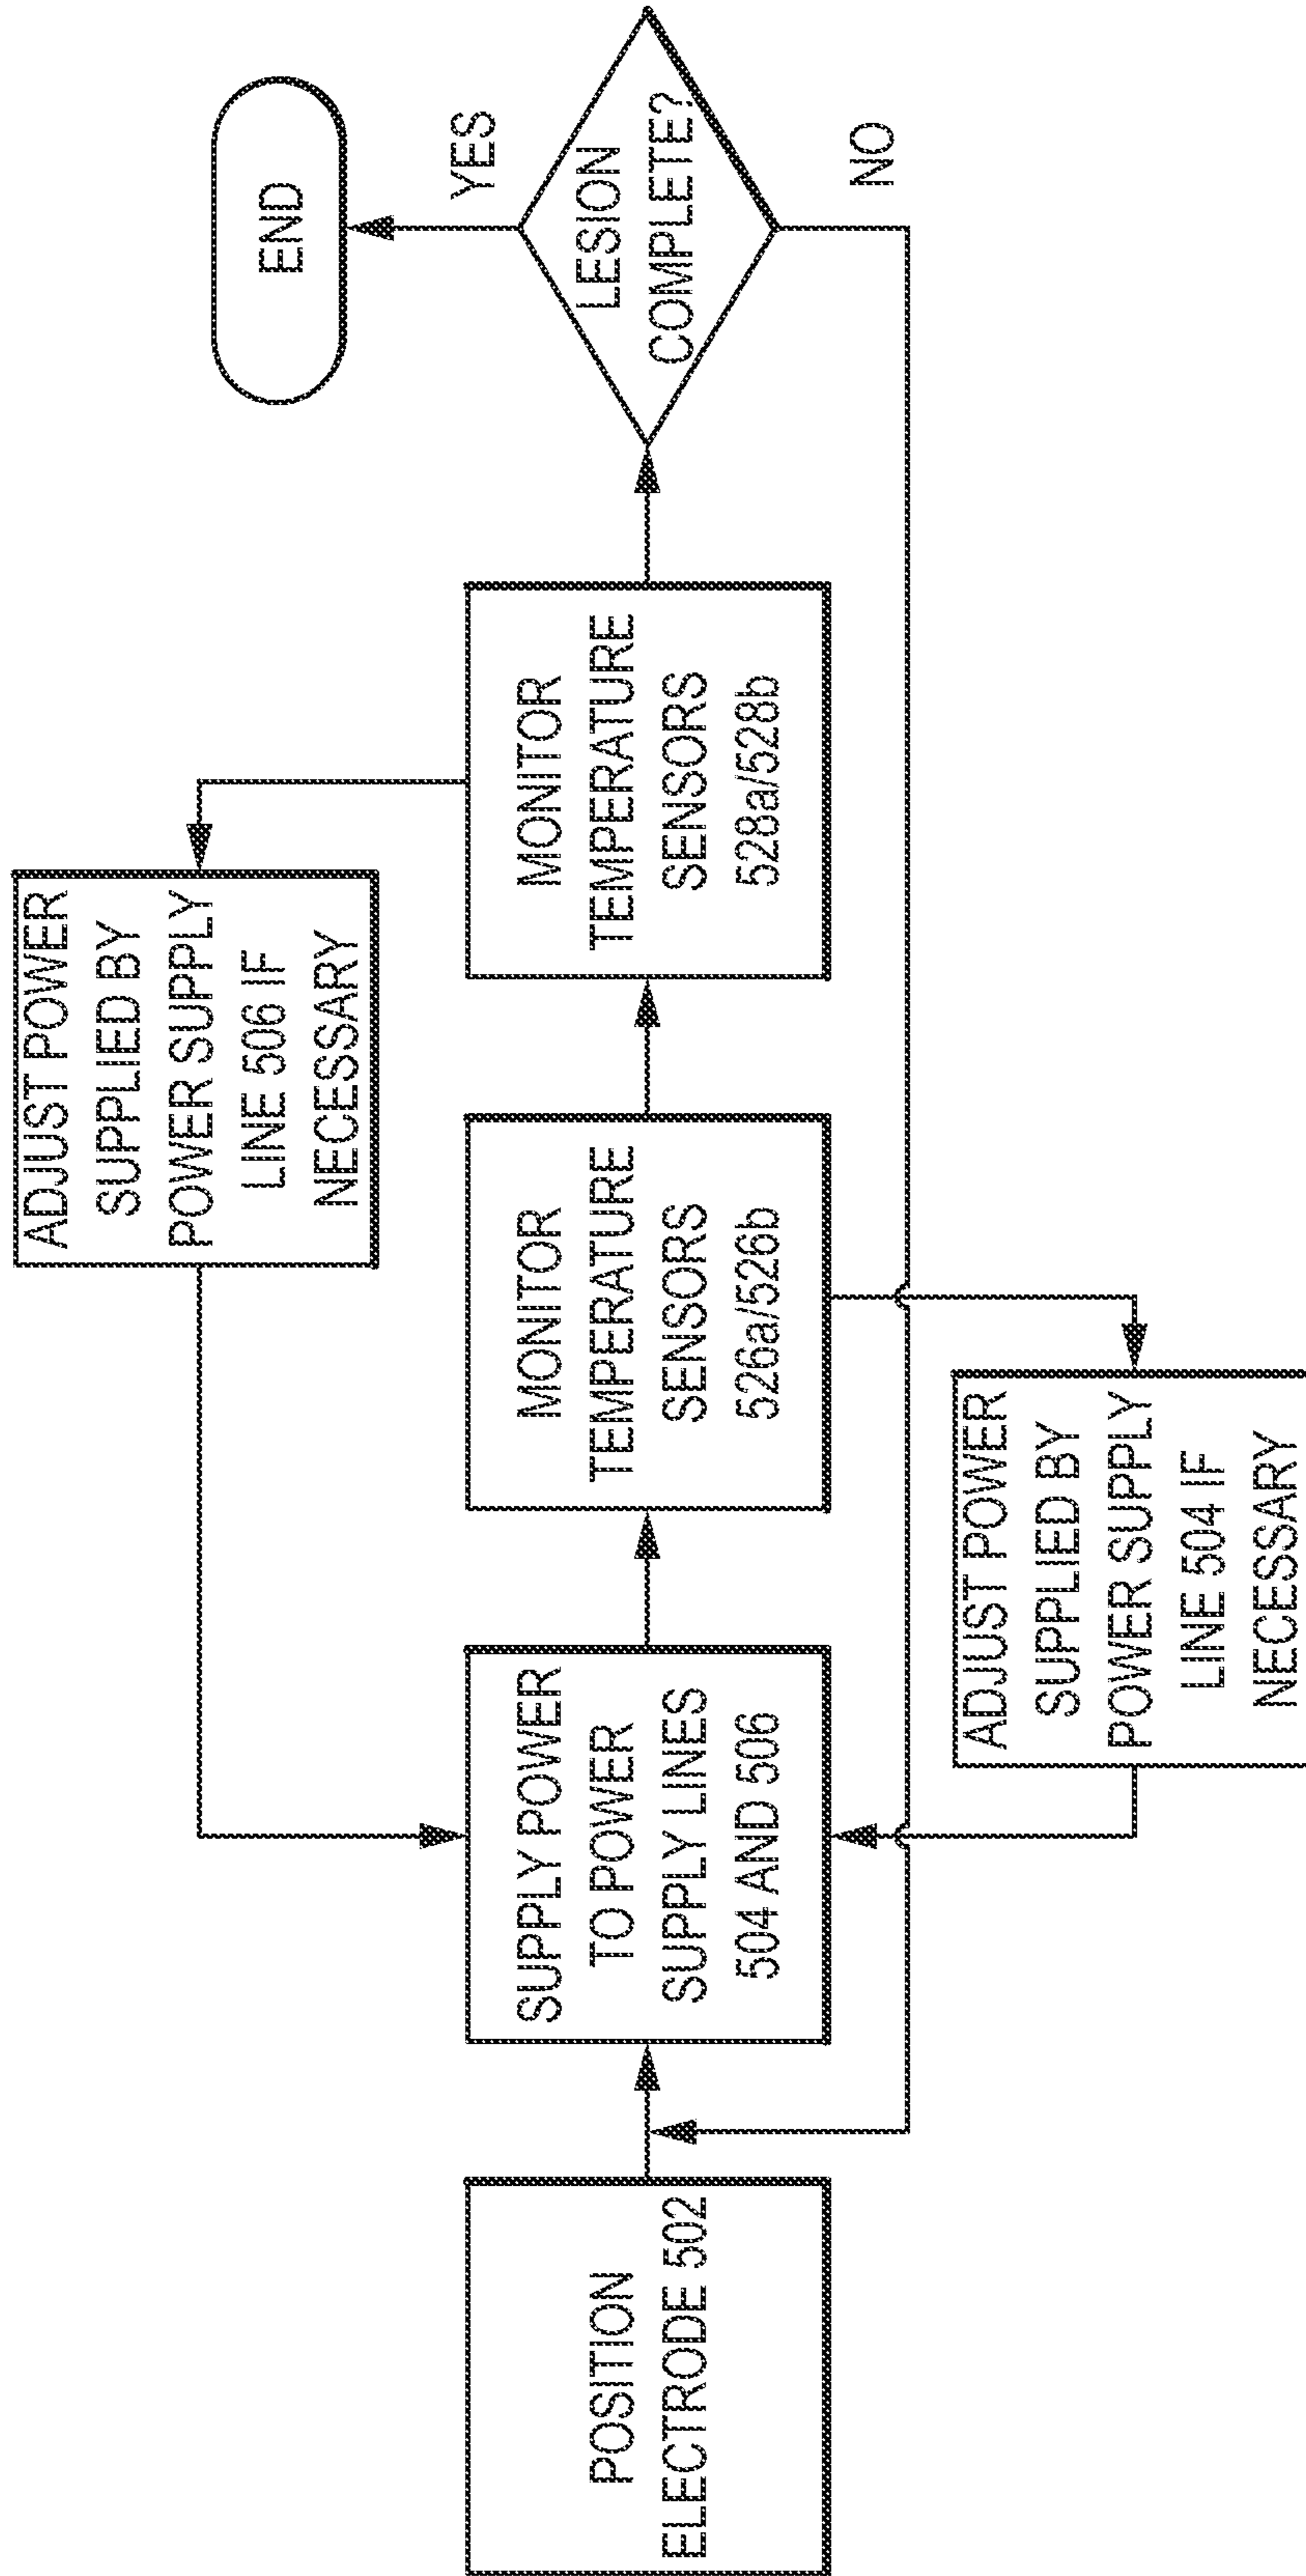 POSITION
ELECTRODE 502
SUPPLY POWER
TO POWER
SUPPLY LINES
504 AND 506
MONITOR
TEMPERATURE
SENSORS
526a/526b
MONITOR
TEMPERATURE
SENSORS
528a/528b
ADJUST POWER
SUPPLIED BY
POWER SUPPLY
LINE 506 IF
NECESSARY
ADJUST POWER
SUPPLIED BY
POWER SUPPLY
LINE 504 IF
NECESSARY
LESION
COMPLETE?
YES
NO
END